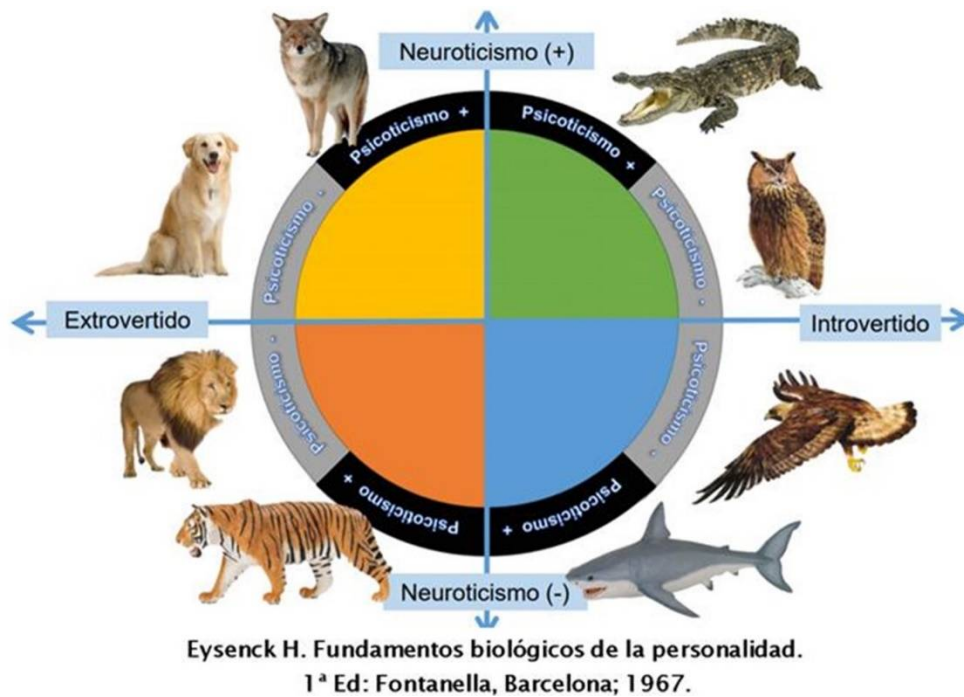 Neuroticismo (+)
Psicoticismo +
Psicoticismo +
Psicoticismo -
Psicoticismo -
Extrovertido
Introvertido
Psicoticismo -
Psicoticismo -
Psicoticismo +
Psicoticismo +
Neuroticismo (-)
Eysenck H. Fundamentos biológicos de la personalidad.
1ª Ed: Fontanella, Barcelona; 1967.